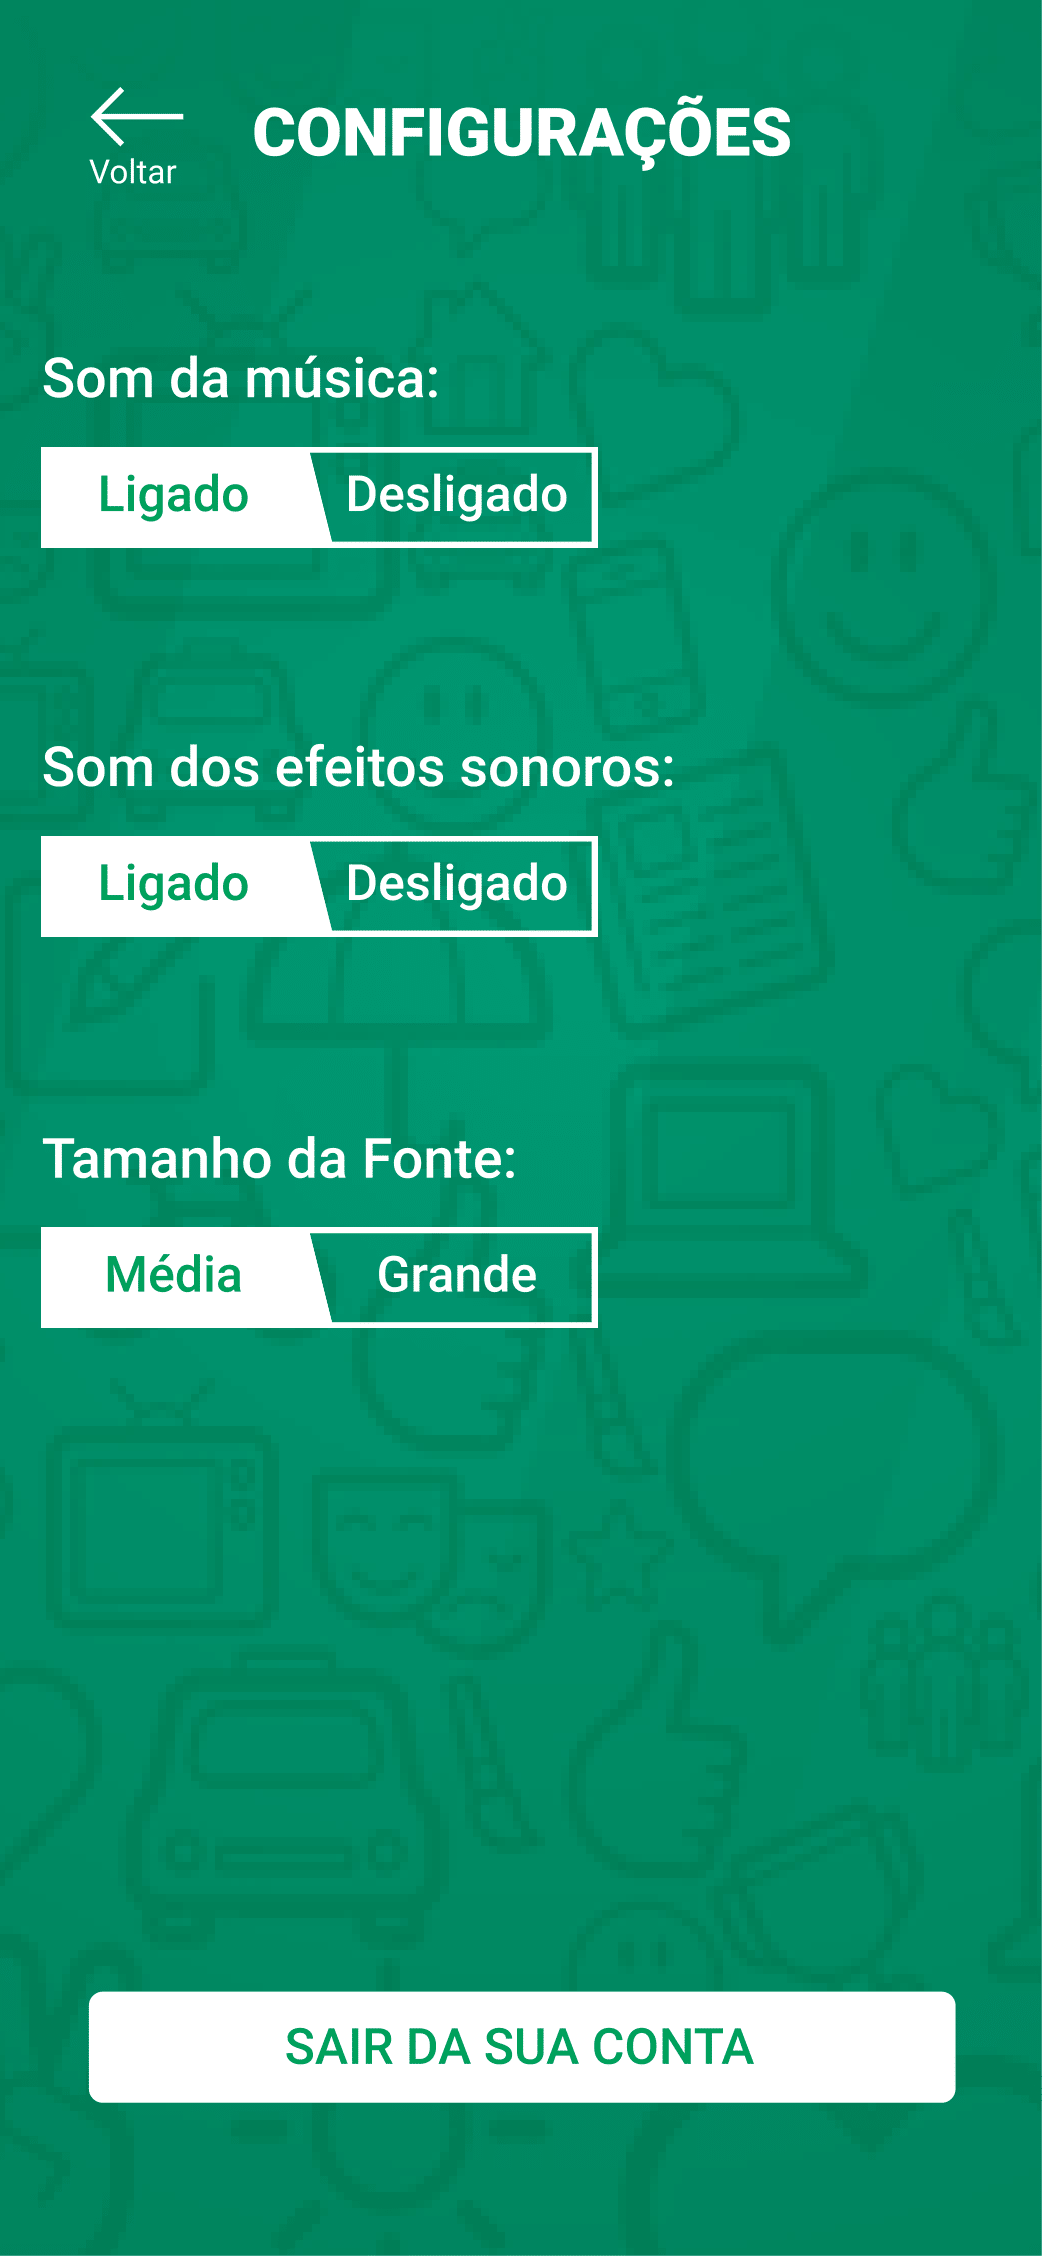 Voltar
CONFIGURAÇÕES
Som da música:
Ligado Desligado
Som dos efeitos sonoros:
Ligado Desligado
Tamanho da Fonte:
Média Grande
SAIR DA SUA CONTA